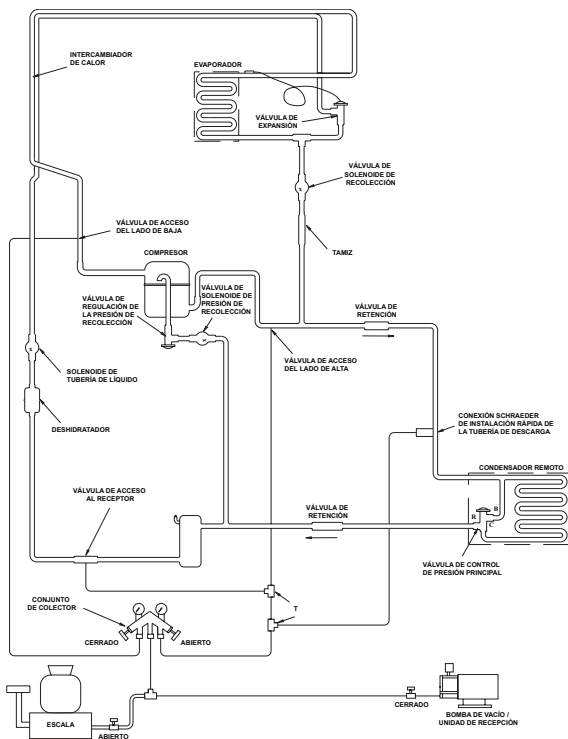 INTERCAMBIADOR
DE CALOR
EVAPORADOR
VÁLVULA DE
EXPANSIÓN
VÁLVULA DE
SOLENOIDE DE
RECOLECCIÓN
X
TAMIZ
VÁLVULA DE ACCESO
DEL LADO DE BAJA
COMPRESOR
VÁLVULA DE
REGULACIÓN DE
LA PRESIÓN DE
RECOLECCIÓN
VÁLVULA DE
SOLENOIDE DE
PRESIÓN DE
RECOLECCIÓN
VÁLVULA DE
RETENCIÓN
X
SOLENOIDE DE
TUBERÍA DE LÍQUIDO
VÁLVULA DE ACCESO
DEL LADO DE ALTA
DESHIDRATADOR
CONEXIÓN SCHRAEDER
DE INSTALACIÓN RÁPIDA DE
LA TUBERÍA DE DESCARGA
CONDENSADOR REMOTO
VÁLVULA DE ACCESO
AL RECEPTOR
VÁLVULA DE
RETENCIÓN
R
B
C
VÁLVULA DE CONTROL
DE PRESIÓN PRINCIPAL
CONJUNTO
DE COLECTOR
T
CERRADO
ABIERTO
ESCALA
ABIERTO
CERRADO
BOMBA DE VACÍO /
UNIDAD DE RECEPCIÓN